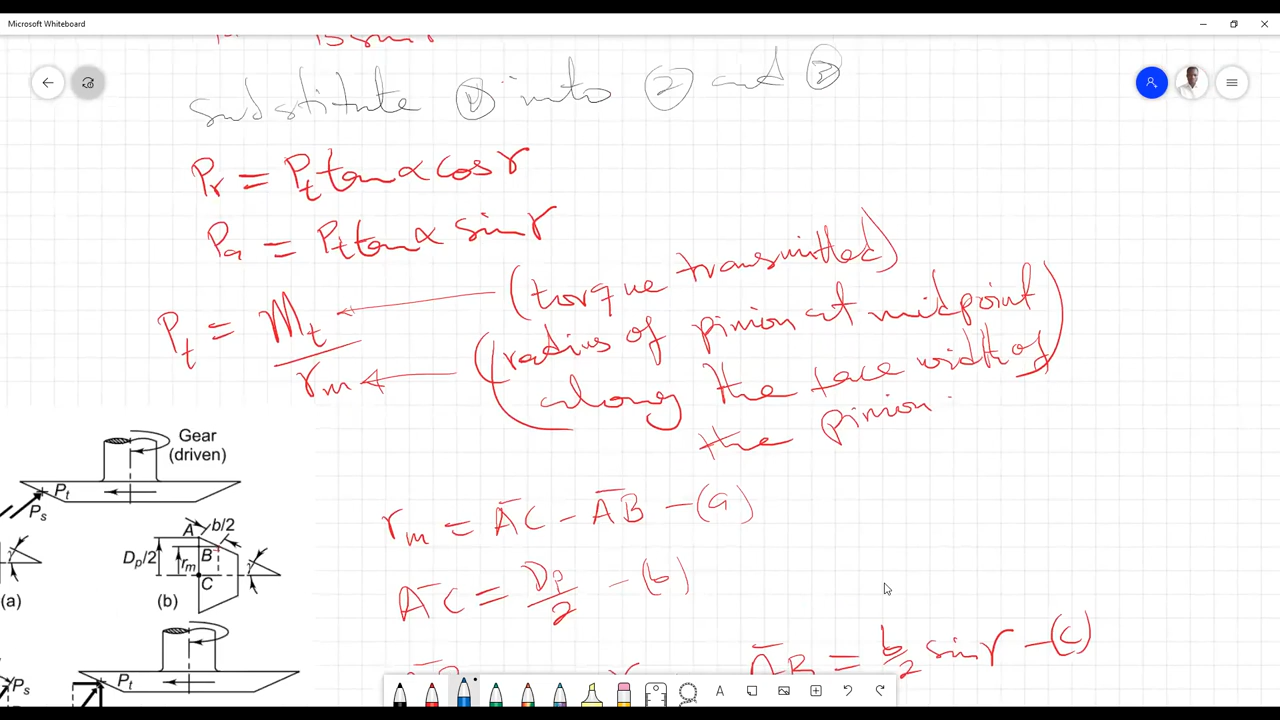 Microsoft Whiteboard
substitute ① into ② and ③
Pr = Pt tan α cos γ
Pa = Pt tan α sin γ
Pt = Mt / rm
(torque transmitted)
(radius of pinion at midpoint
along the face width of
the pinion.
rm = AC - AB - (a)
AC = Dp/2 - (b)
AB = b/2 sin γ - (c)
Gear
(driven)
Pt
Ps
A b/2
Dp/2 rm B
C
(a) (b)
Ps Pt
A